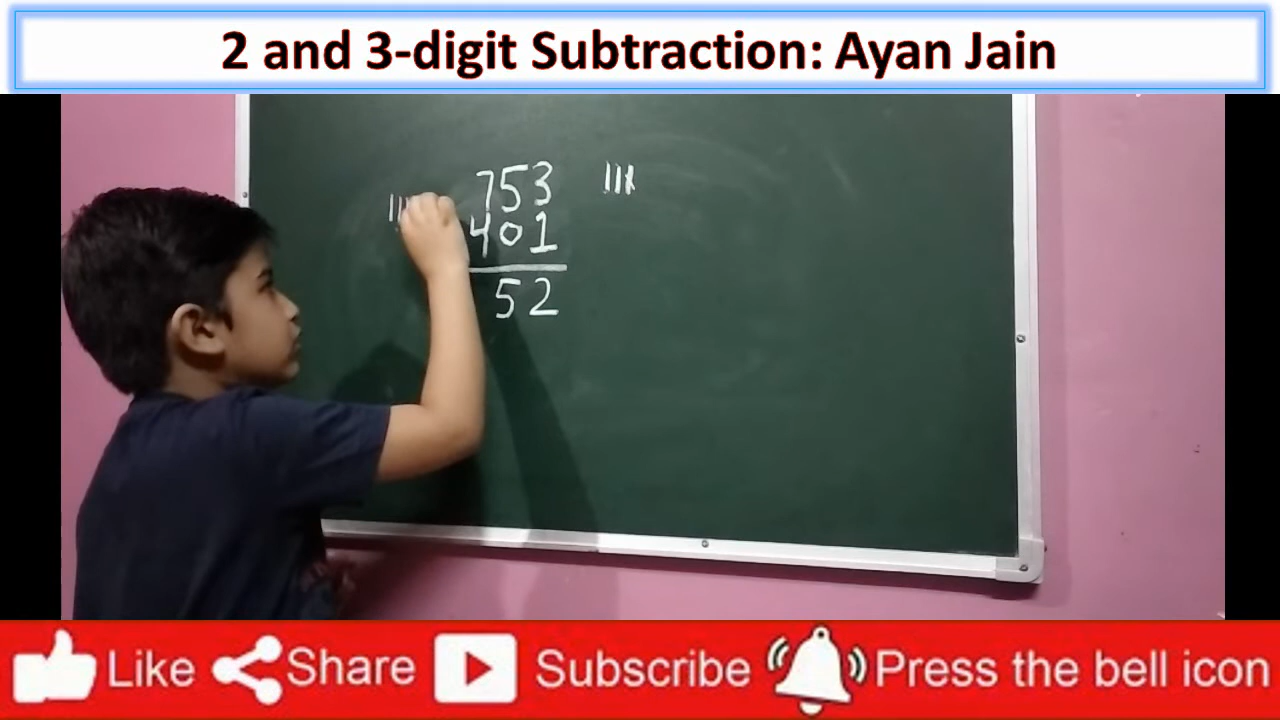 2 and 3-digit Subtraction: Ayan Jain
753
401
52
Like Share Subscribe Press the bell icon